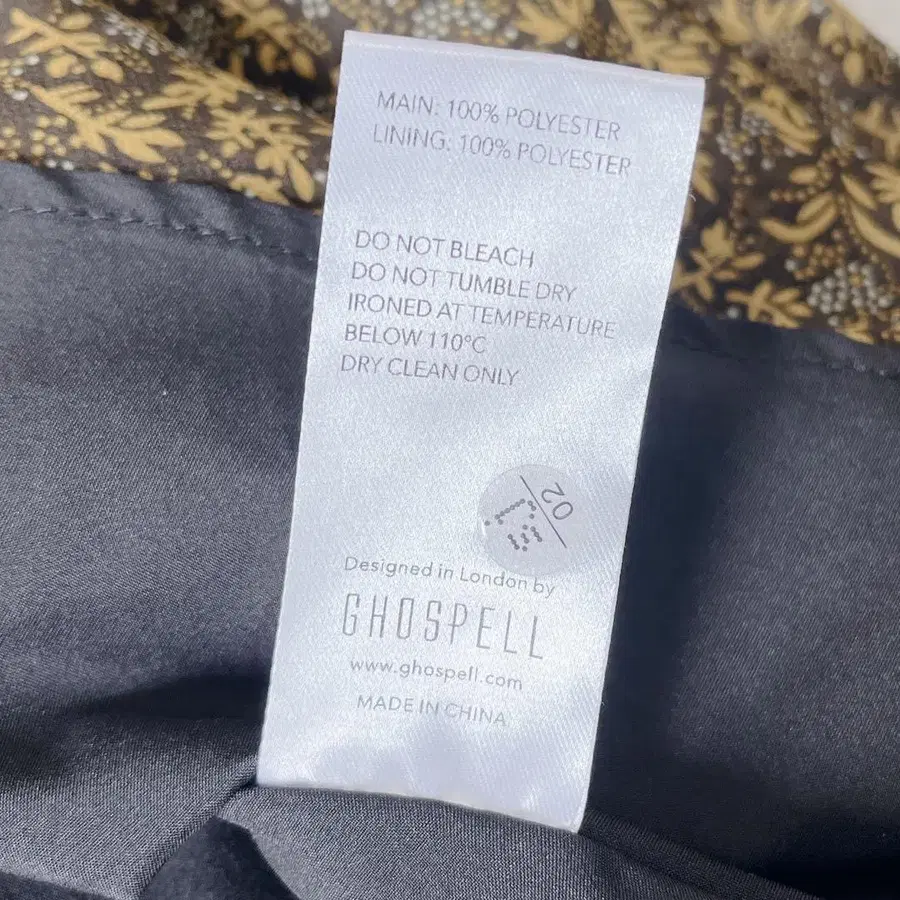 MAIN: 100% POLYESTER
LINING: 100% POLYESTER
DO NOT BLEACH
DO NOT TUMBLE DRY
IRONED AT TEMPERATURE
BELOW 110°C
DRY CLEAN ONLY
02
Designed in London by
GHOSPELL
www.ghospell.com
MADE IN CHINA